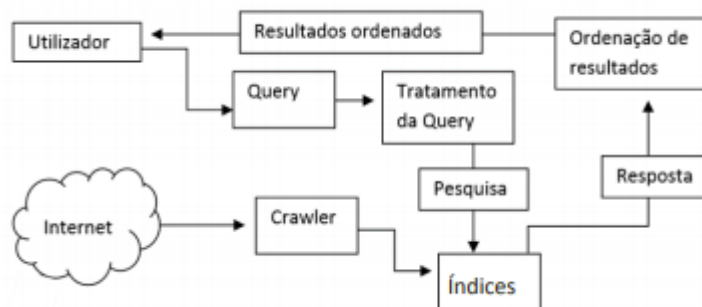 Utilizador
Resultados ordenados
Ordenação de
resultados
Query
Tratamento
da Query
Pesquisa
Resposta
Internet
Crawler
Índices